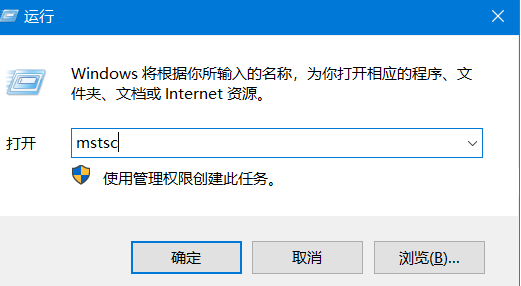 运行
Windows 将根据你所输入的名称，为你打开相应的程序、文
件夹、文档或 Internet 资源。
打开
mstsc
使用管理权限创建此任务。
确定 取消 浏览(B)...